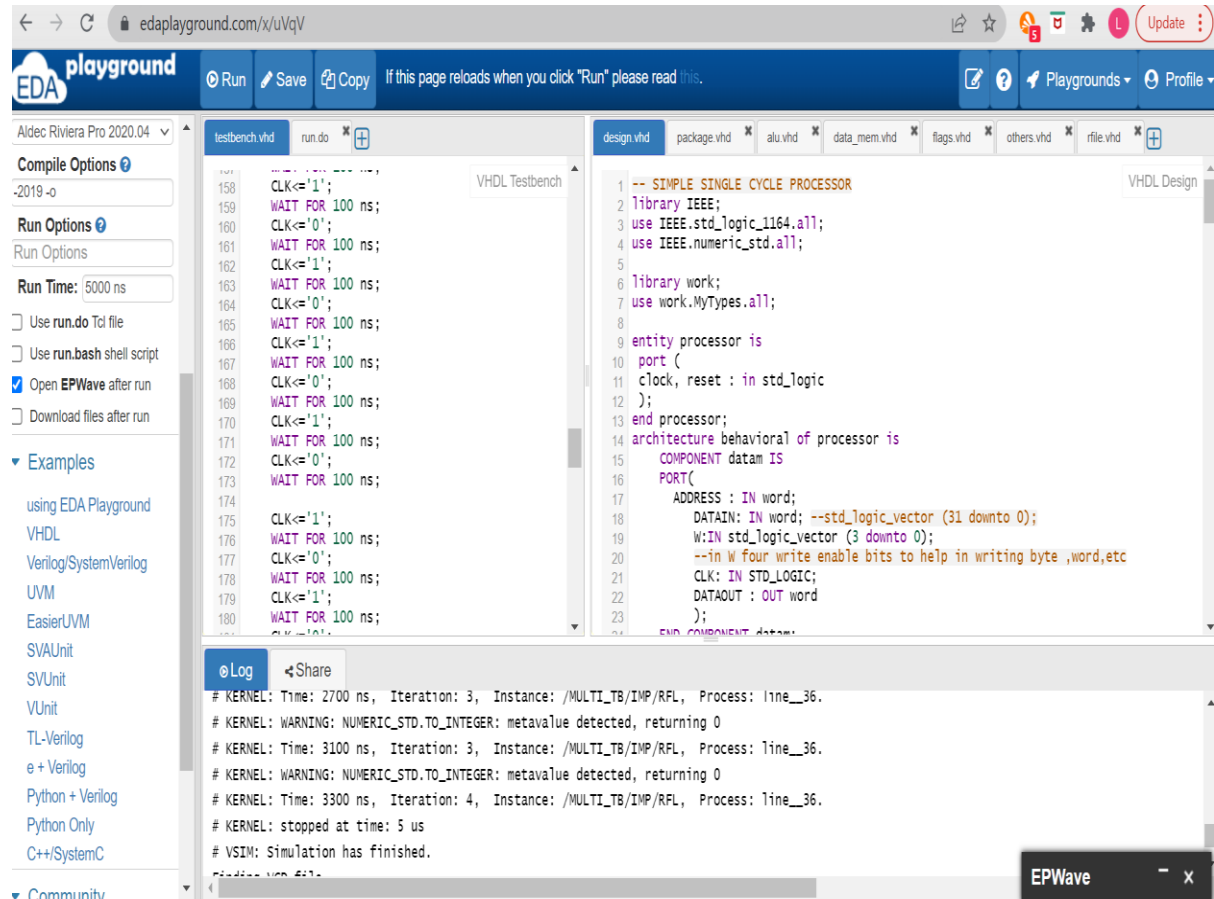 edaplayground.com/x/uVqV
5
L
Update
EDA playground
Run
Save
Copy
If this page reloads when you click "Run" please read this.
Playgrounds
Profile
Aldec Riviera Pro 2020.04
Compile Options
-2019 -o
Run Options
Run Options
Run Time: 5000 ns
Use run.do Tcl file
Use run.bash shell script
Open EPWave after run
Download files after run
Examples
using EDA Playground
VHDL
Verilog/SystemVerilog
UVM
EasierUVM
SVAUnit
SVUnit
VUnit
TL-Verilog
e + Verilog
Python + Verilog
Python Only
C++/SystemC
Community
testbench.vhd
run.do
VHDL Testbench
157 WAIT FOR 100 ns;
158 CLK<='1';
159 WAIT FOR 100 ns;
160 CLK<='0';
161 WAIT FOR 100 ns;
162 CLK<='1';
163 WAIT FOR 100 ns;
164 CLK<='0';
165 WAIT FOR 100 ns;
166 CLK<='1';
167 WAIT FOR 100 ns;
168 CLK<='0';
169 WAIT FOR 100 ns;
170 CLK<='1';
171 WAIT FOR 100 ns;
172 CLK<='0';
173 WAIT FOR 100 ns;
174
175 CLK<='1';
176 WAIT FOR 100 ns;
177 CLK<='0';
178 WAIT FOR 100 ns;
179 CLK<='1';
180 WAIT FOR 100 ns;
CLK<='0';
design.vhd
package.vhd
alu.vhd
data_mem.vhd
flags.vhd
others.vhd
rfile.vhd
VHDL Design
1 -- SIMPLE SINGLE CYCLE PROCESSOR
2 library IEEE;
3 use IEEE.std_logic_1164.all;
4 use IEEE.numeric_std.all;
5
6 library work;
7 use work.MyTypes.all;
8
9 entity processor is
10 port (
11 clock, reset : in std_logic
12 );
13 end processor;
14 architecture behavioral of processor is
15 COMPONENT datam IS
16 PORT(
17 ADDRESS : IN word;
18 DATAIN: IN word; --std_logic_vector (31 downto 0);
19 W:IN std_logic_vector (3 downto 0);
20 --in W four write enable bits to help in writing byte ,word,etc
21 CLK: IN STD_LOGIC;
22 DATAOUT : OUT word
23 );
24 END COMPONENT datam;
Log
Share
# KERNEL: Time: 2700 ns, Iteration: 3, Instance: /MULTI_TB/IMP/RFL, Process: line__36.
# KERNEL: WARNING: NUMERIC_STD.TO_INTEGER: metavalue detected, returning 0
# KERNEL: Time: 3100 ns, Iteration: 3, Instance: /MULTI_TB/IMP/RFL, Process: line__36.
# KERNEL: WARNING: NUMERIC_STD.TO_INTEGER: metavalue detected, returning 0
# KERNEL: Time: 3300 ns, Iteration: 4, Instance: /MULTI_TB/IMP/RFL, Process: line__36.
# KERNEL: stopped at time: 5 us
# VSIM: Simulation has finished.
Finding VCD file
EPWave